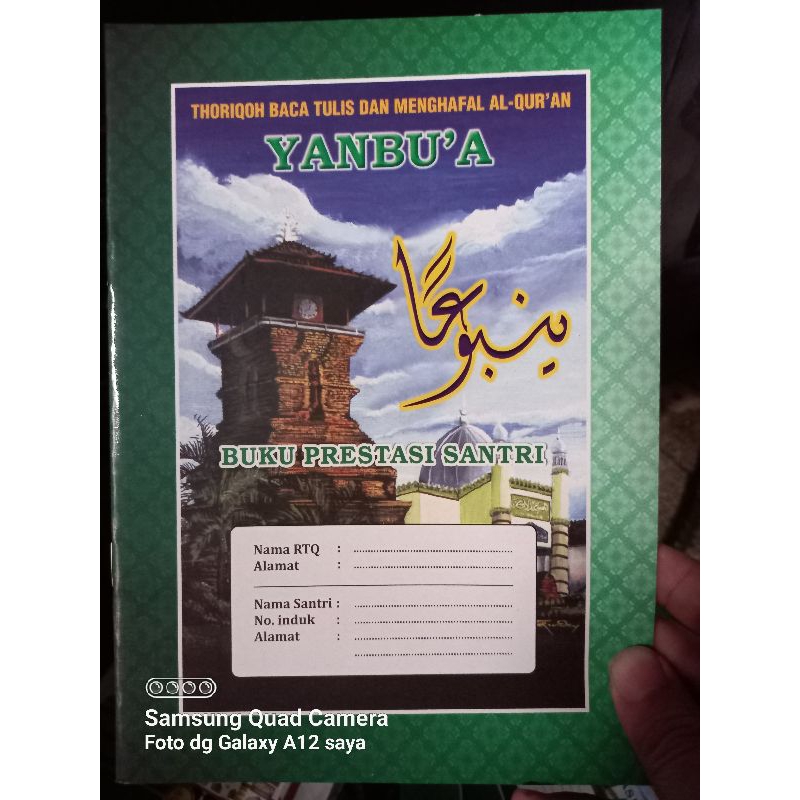 THORIQOH BACA TULIS DAN MENGHAFAL AL-QUR'AN
YANBU'A
ينبوعا
BUKU PRESTASI SANTRI
Nama RTQ : ........................................
Alamat : ........................................
Nama Santri : ........................................
No. induk : ........................................
Alamat : ........................................
........................................
Samsung Quad Camera
Foto dg Galaxy A12 saya